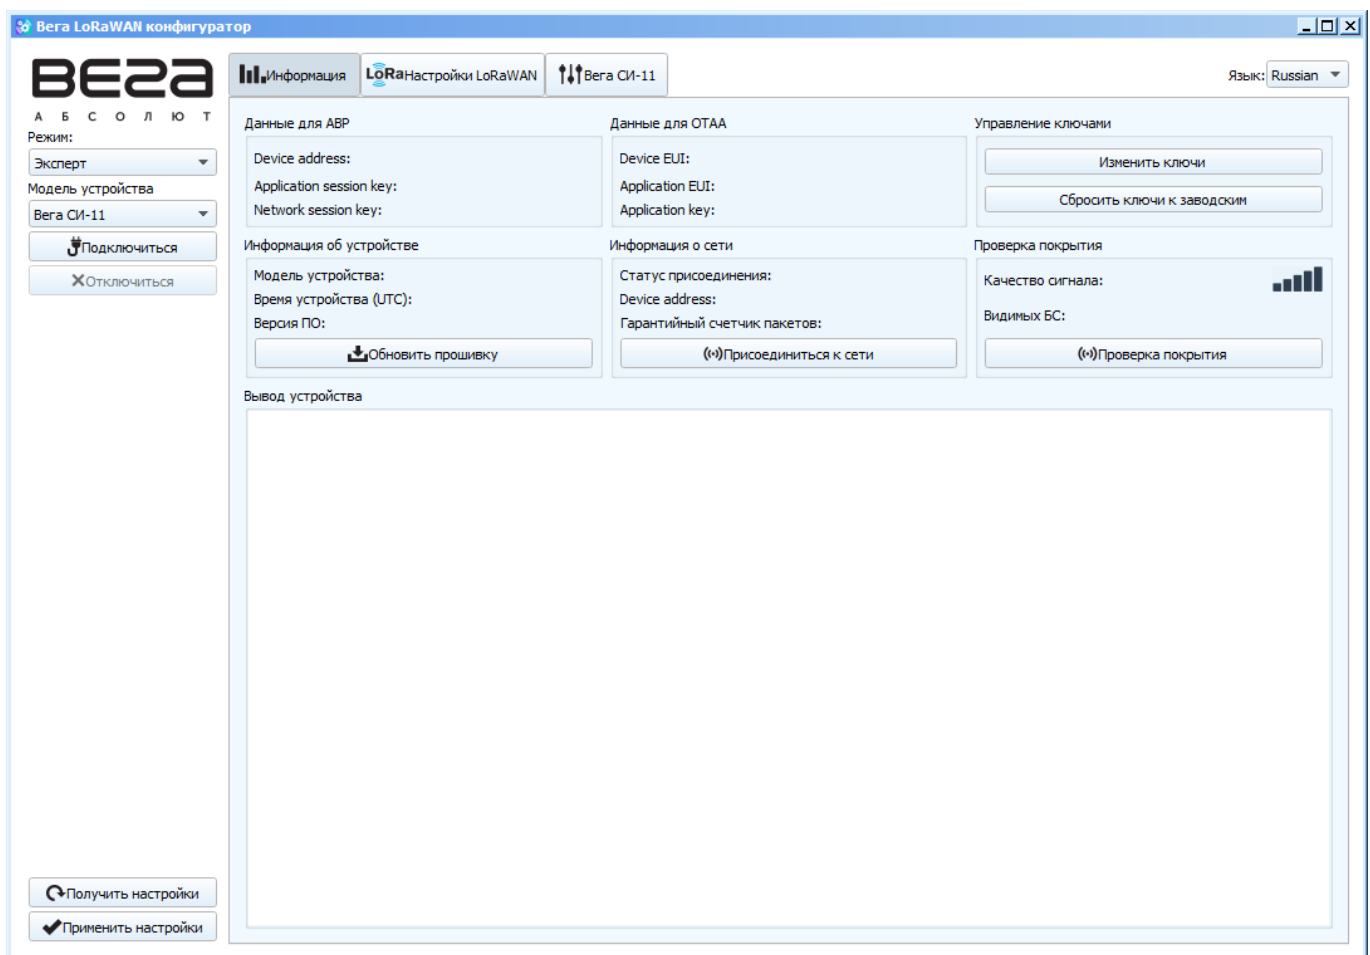 Вега LoRaWAN конфигуратор
ВЕГА
АБСОЛЮТ
Режим:
Эксперт
Модель устройства
Вега СИ-11
Подключиться
Отключиться
Информация
LoRa Настройки LoRaWAN
Вега СИ-11
Язык: Russian
Данные для ABP
Device address:
Application session key:
Network session key:
Данные для OTAA
Device EUI:
Application EUI:
Application key:
Управление ключами
Изменить ключи
Сбросить ключи к заводским
Информация об устройстве
Модель устройства:
Время устройства (UTC):
Версия ПО:
Обновить прошивку
Информация о сети
Статус присоединения:
Device address:
Гарантийный счетчик пакетов:
Присоединиться к сети
Проверка покрытия
Качество сигнала:
Видимых БС:
Проверка покрытия
Вывод устройства
Получить настройки
Применить настройки